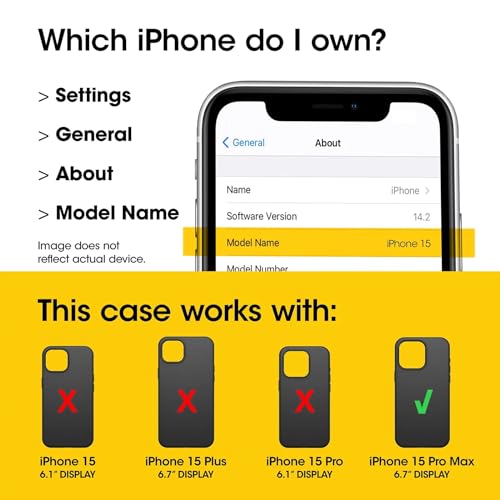 Which iPhone do I own?
> Settings
> General
> About
> Model Name
Image does not
reflect actual device.
< General About
Name iPhone >
Software Version 14.2
Model Name iPhone 15
Model Number
This case works with:
X X X √
iPhone 15 iPhone 15 Plus iPhone 15 Pro iPhone 15 Pro Max
6.1" DISPLAY 6.7" DISPLAY 6.1" DISPLAY 6.7" DISPLAY